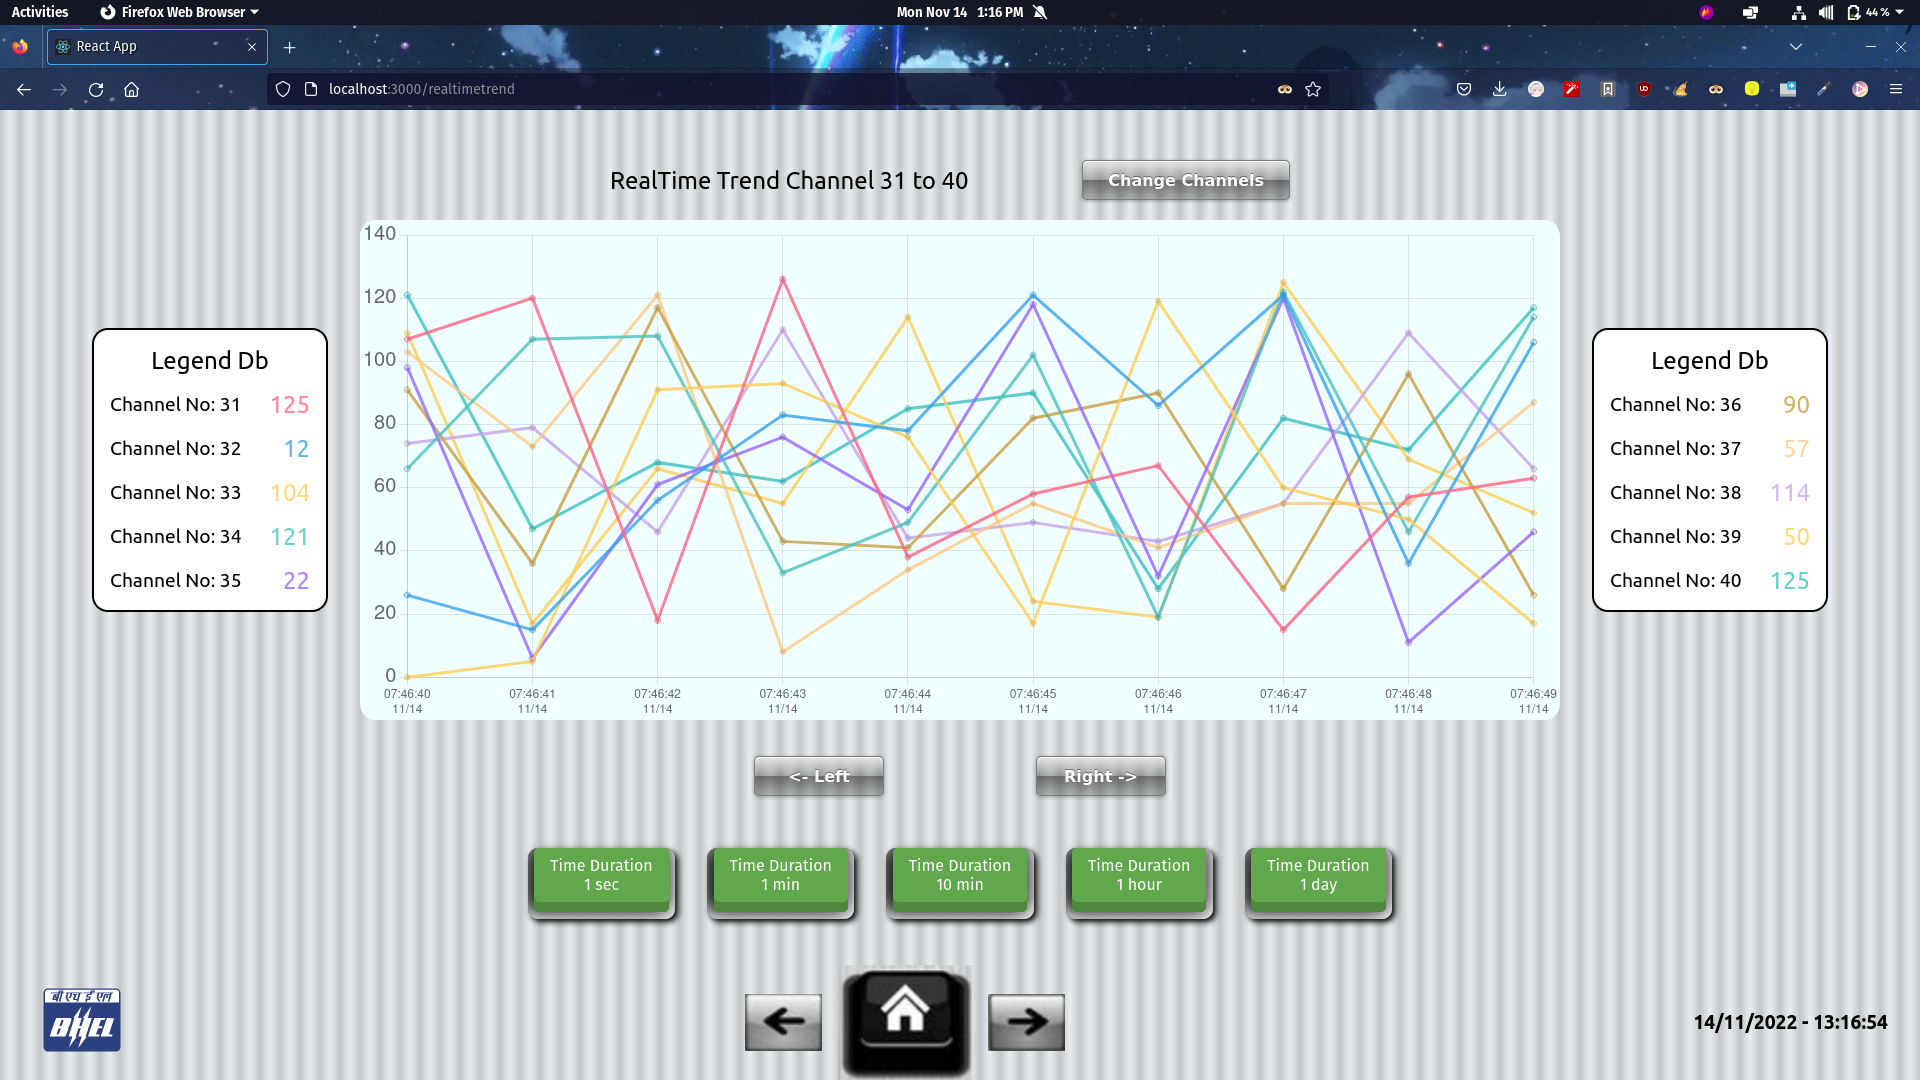 Activities Firefox Web Browser Mon Nov 14 1:16 PM 44 %
React App
localhost:3000/realtimetrend
RealTime Trend Channel 31 to 40
Change Channels
Legend Db
Channel No: 31 125
Channel No: 32 12
Channel No: 33 104
Channel No: 34 121
Channel No: 35 22
140
120
100
80
60
40
20
0
07:46:40 07:46:41 07:46:42 07:46:43 07:46:44 07:46:45 07:46:46 07:46:47 07:46:48 07:46:49
11/14 11/14 11/14 11/14 11/14 11/14 11/14 11/14 11/14 11/14
Legend Db
Channel No: 36 90
Channel No: 37 57
Channel No: 38 114
Channel No: 39 50
Channel No: 40 125
<- Left Right ->
Time Duration Time Duration Time Duration Time Duration Time Duration
1 sec 1 min 10 min 1 hour 1 day
बी एच ई एल
BHEL
14/11/2022 - 13:16:54